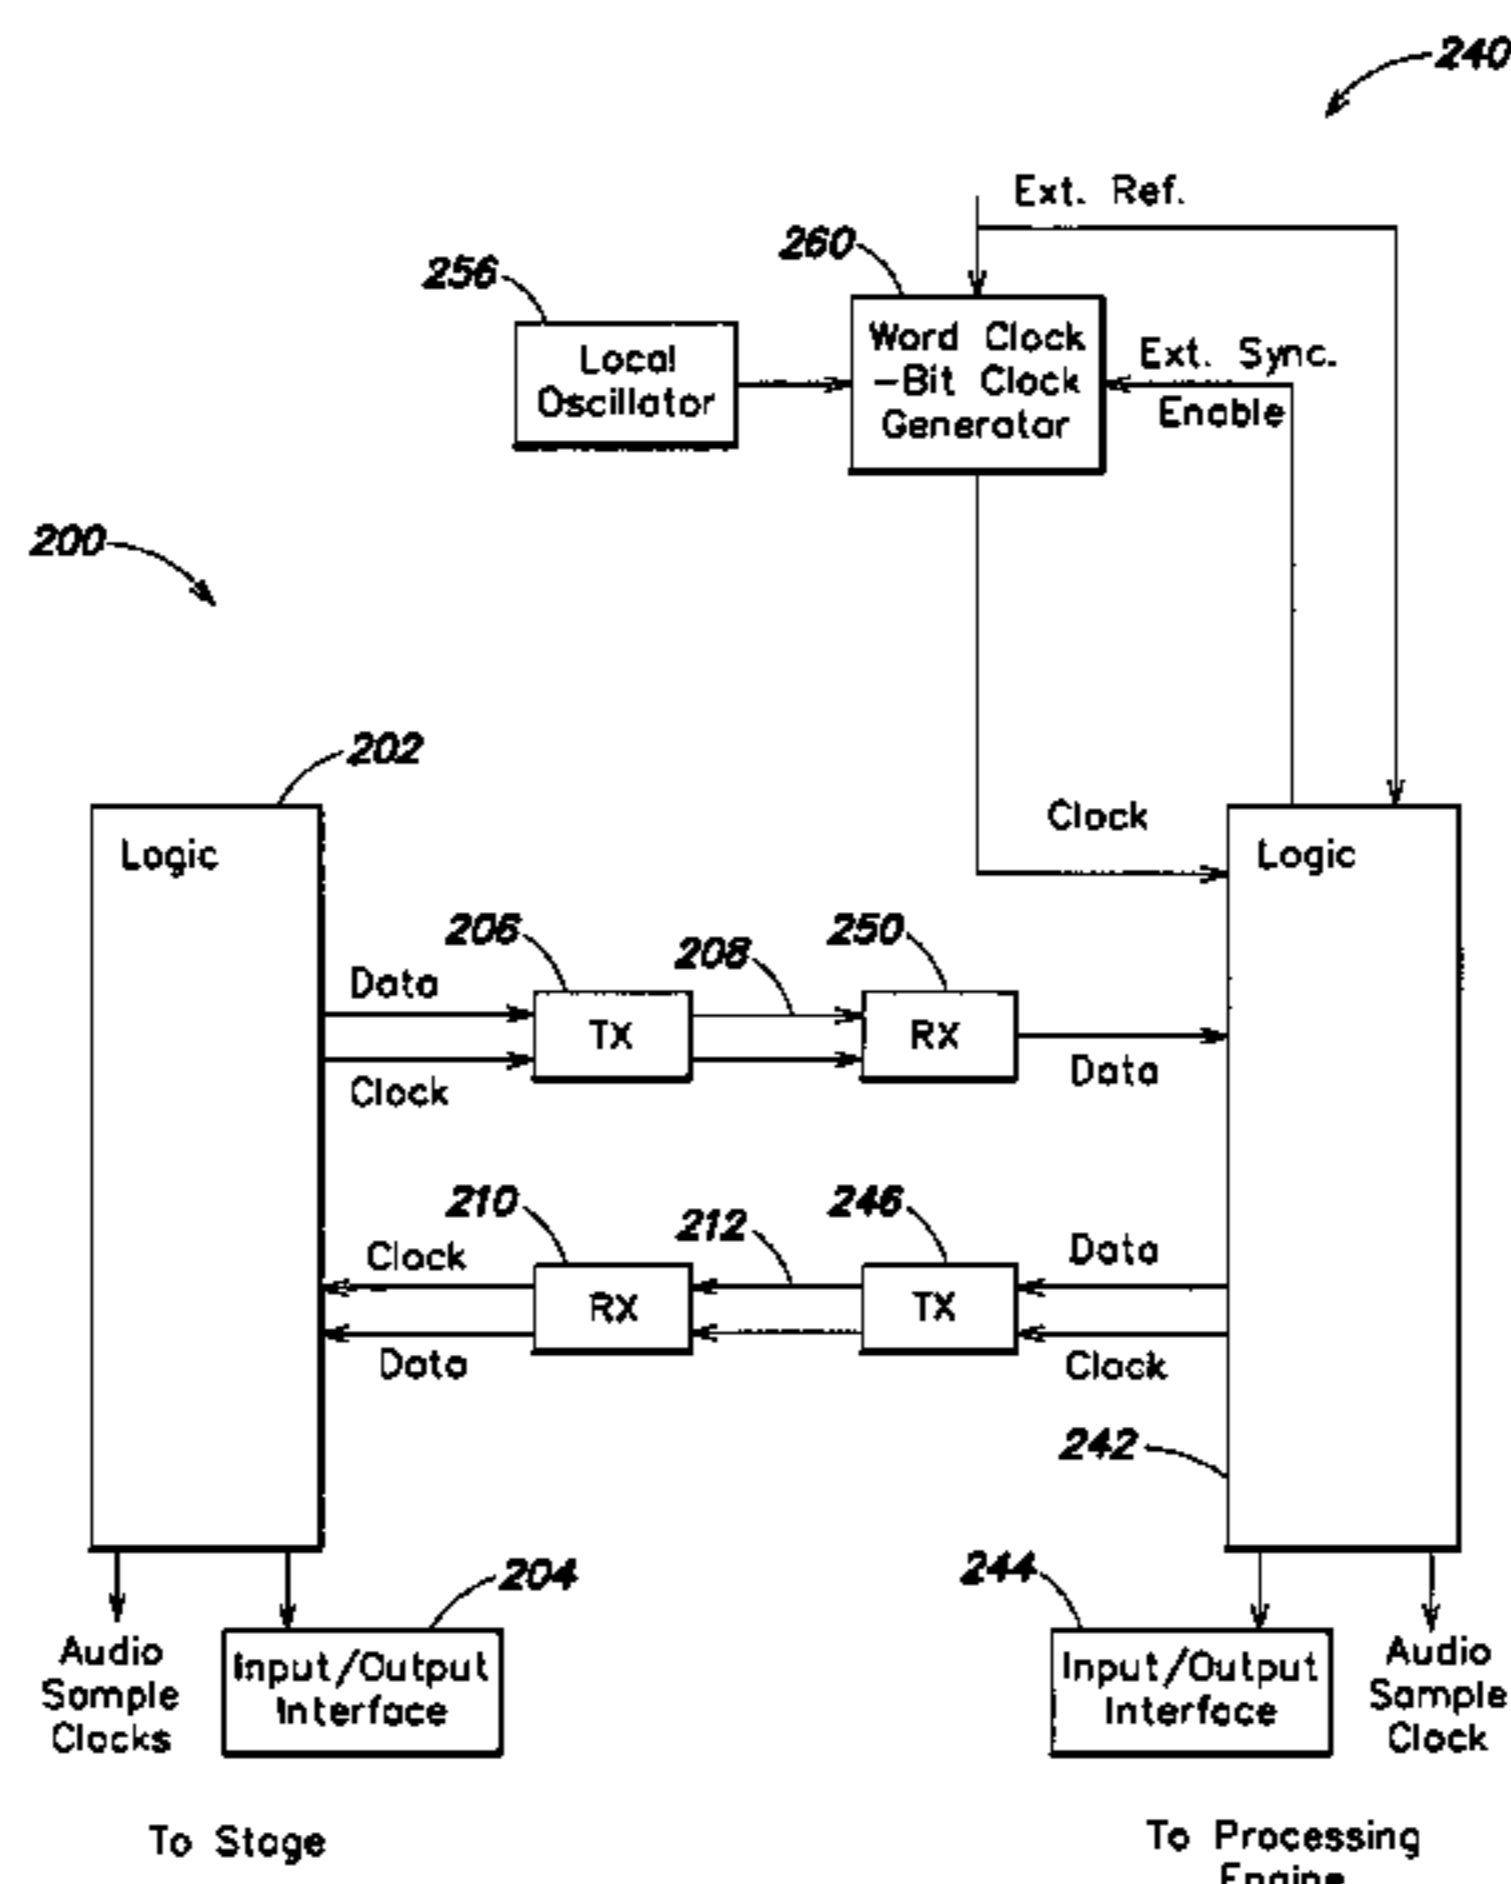 240
Ext. Ref.
260
256
Word Clock
-Bit Clock
Generator
Local
Oscillator
Ext. Sync.
Enable
200
202
Clock
Logic
Logic
206
208
250
Data
TX
RX
Clock
Data
210
212
246
Clock
Data
RX
TX
Data
Clock
242
204
244
Audio
Sample
Clocks
Input/Output
Interface
Input/Output
Interface
Audio
Sample
Clock
To Stage
To Processing
Engine